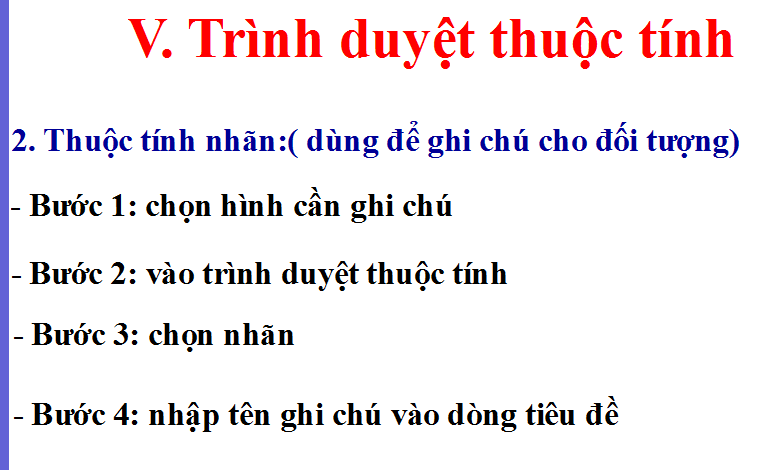 V. Trình duyệt thuộc tính
2. Thuộc tính nhãn:( dùng để ghi chú cho đối tượng)
- Bước 1: chọn hình cần ghi chú
- Bước 2: vào trình duyệt thuộc tính
- Bước 3: chọn nhãn
- Bước 4: nhập tên ghi chú vào dòng tiêu đề